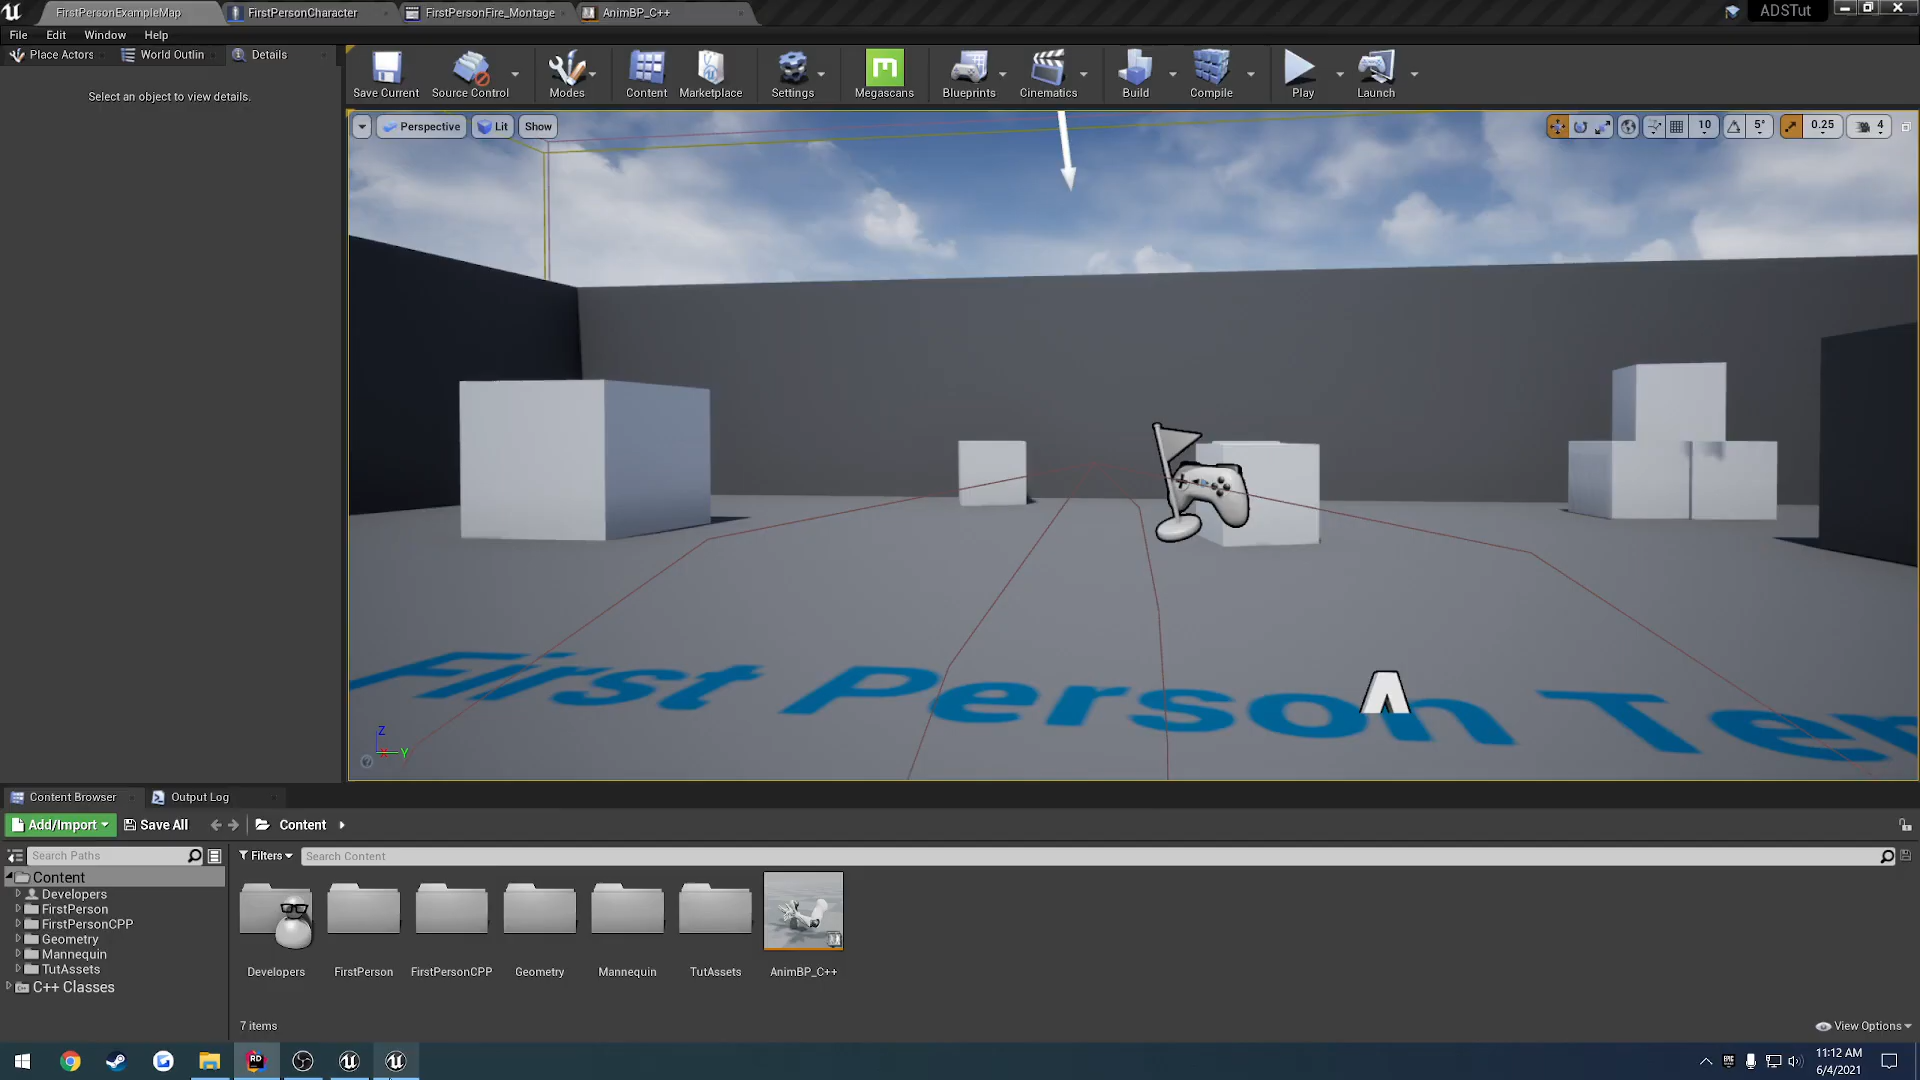 FirstPersonExampleMap
FirstPersonCharacter
FirstPersonFire_Montage
AnimBP_C++
ADSTut
File Edit Window Help
Place Actors
World Outlin
Details
Select an object to view details.
Save Current
Source Control
Modes
Content
Marketplace
Settings
Megascans
Blueprints
Cinematics
Build
Compile
Play
Launch
Perspective
Lit
Show
10
5°
0.25
4
First Person Te
Z
Y
Content Browser
Output Log
Add/Import
Save All
Content
Search Paths
Filters
Search Content
Content
Developers
FirstPerson
FirstPersonCPP
Geometry
Mannequin
TutAssets
C++ Classes
Developers
FirstPerson
FirstPersonCPP
Geometry
Mannequin
TutAssets
AnimBP_C++
7 items
View Options
RD
11:12 AM
6/4/2021